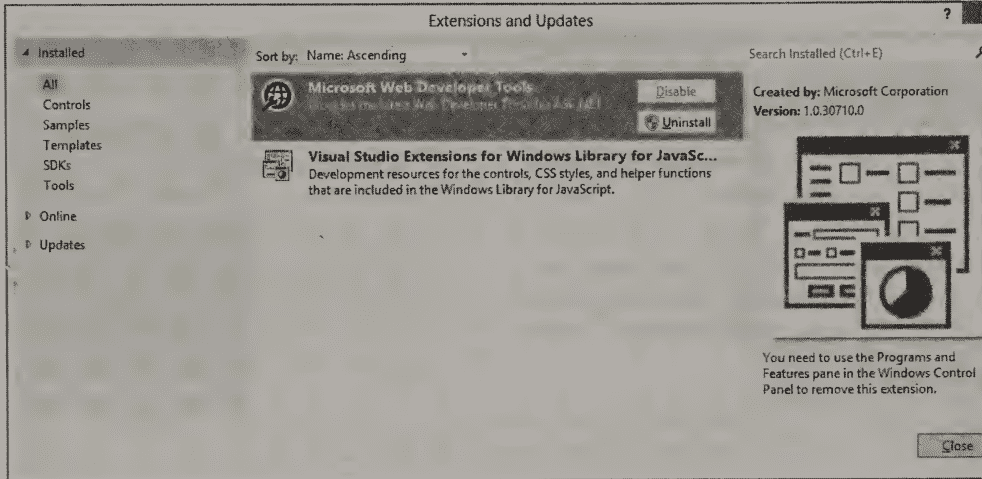 Extensions and Updates
?
Installed
All
Controls
Samples
Templates
SDKs
Tools
Online
Updates
Sort by: Name: Ascending
Microsoft Web Developer Tools
Disable
Uninstall
Visual Studio Extensions for Windows Library for JavaSc...
Development resources for the controls, CSS styles, and helper functions
that are included in the Windows Library for JavaScript.
Search Installed (Ctrl+E)
Created by: Microsoft Corporation
Version: 1.0.30710.0
You need to use the Programs and
Features pane in the Windows Control
Panel to remove this extension.
Close